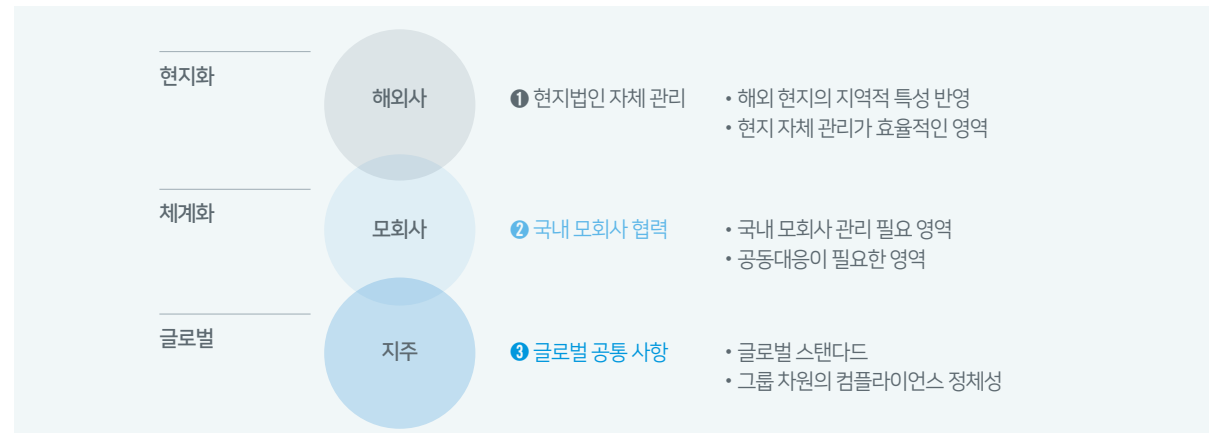 현지화
해외사
❶ 현지법인 자체 관리
• 해외 현지의 지역적 특성 반영
• 현지 자체 관리가 효율적인 영역
체계화
모회사
❷ 국내 모회사 협력
• 국내 모회사 관리 필요 영역
• 공동대응이 필요한 영역
글로벌
지주
❸ 글로벌 공통 사항
• 글로벌 스탠다드
• 그룹 차원의 컴플라이언스 정체성